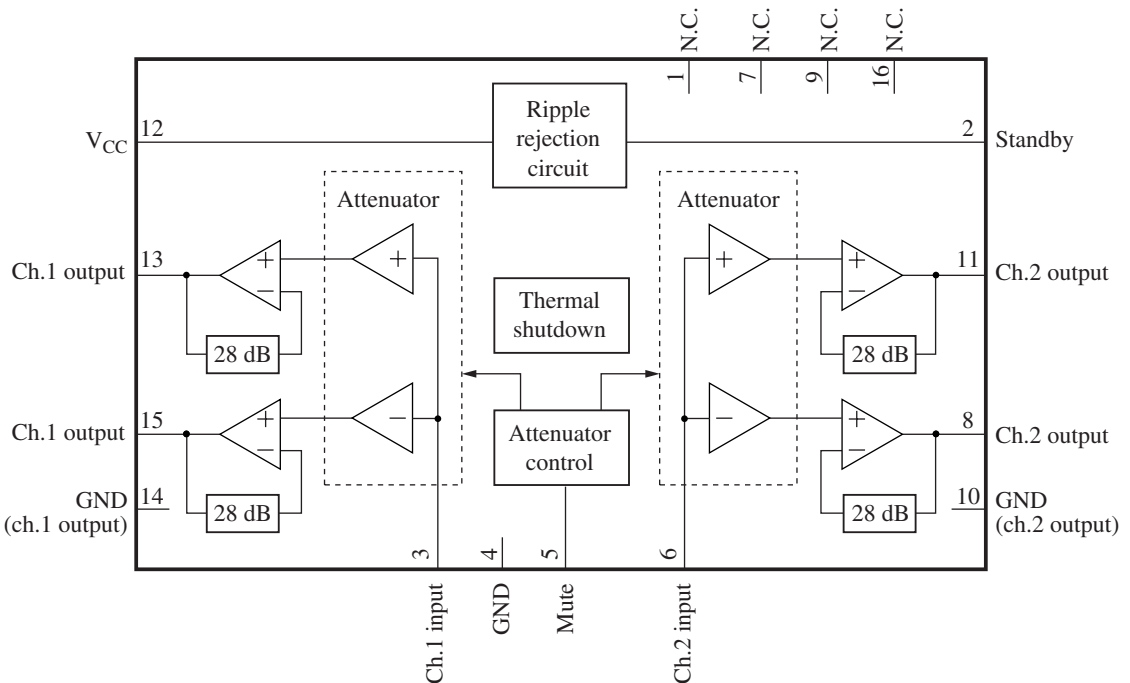 N.C.
N.C.
N.C.
N.C.
1
7
9
16
Ripple
rejection
circuit
V_CC
12
2
Standby
Attenuator
Attenuator
13
Ch.1 output
+
−
+
+
+
−
11
Ch.2 output
Thermal
shutdown
28 dB
28 dB
15
Ch.1 output
+
−
−
−
+
−
8
Ch.2 output
Attenuator
control
GND
(ch.1 output)
14
28 dB
28 dB
10
GND
(ch.2 output)
3
4
5
6
Ch.1 input
GND
Mute
Ch.2 input